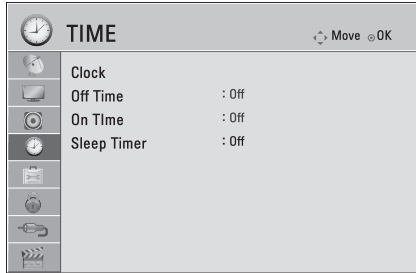 TIME Move OK
Clock
Off Time : Off
On TIme : Off
Sleep Timer : Off